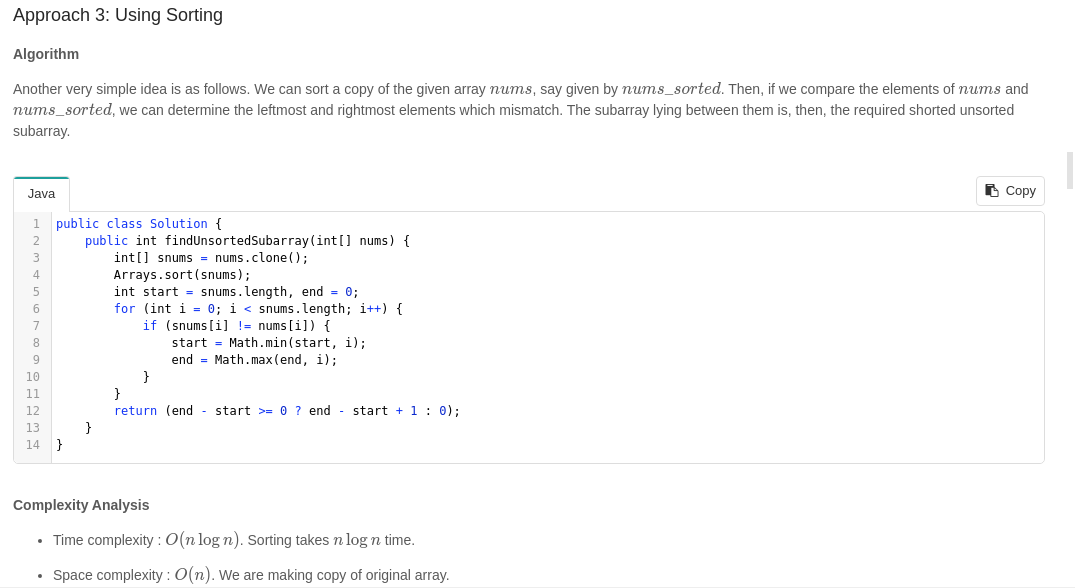 Approach 3: Using Sorting
Algorithm
Another very simple idea is as follows. We can sort a copy of the given array nums, say given by nums_sorted. Then, if we compare the elements of nums and
nums_sorted, we can determine the leftmost and rightmost elements which mismatch. The subarray lying between them is, then, the required shorted unsorted
subarray.
Java
Copy
1 public class Solution {
2     public int findUnsortedSubarray(int[] nums) {
3         int[] snums = nums.clone();
4         Arrays.sort(snums);
5         int start = snums.length, end = 0;
6         for (int i = 0; i < snums.length; i++) {
7             if (snums[i] != nums[i]) {
8                 start = Math.min(start, i);
9                 end = Math.max(end, i);
10             }
11         }
12         return (end - start >= 0 ? end - start + 1 : 0);
13     }
14 }
Complexity Analysis
• Time complexity : O(n log n). Sorting takes n log n time.
• Space complexity : O(n). We are making copy of original array.